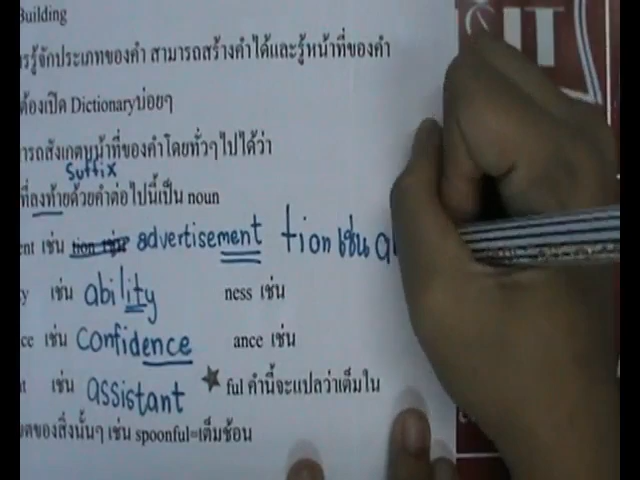 Building
รรู้จักประเภทของคำ สามารถสร้างคำได้และรู้หน้าที่ของคำ
ต้องเปิด Dictionaryบ่อยๆ
ารถสังเกตหน้าที่ของคำโดยทั่วๆไปได้ว่า
suffix
ที่ลงท้ายด้วยคำต่อไปนี้เป็น noun
ent เช่น advertisement tion เช่น a
y เช่น ability ness เช่น
ce เช่น confidence ance เช่น
t เช่น assistant ful คำนี้จะแปลว่าเต็มใน
ของสิ่งนั้นๆ เช่น spoonful=เต็มช้อน
IT